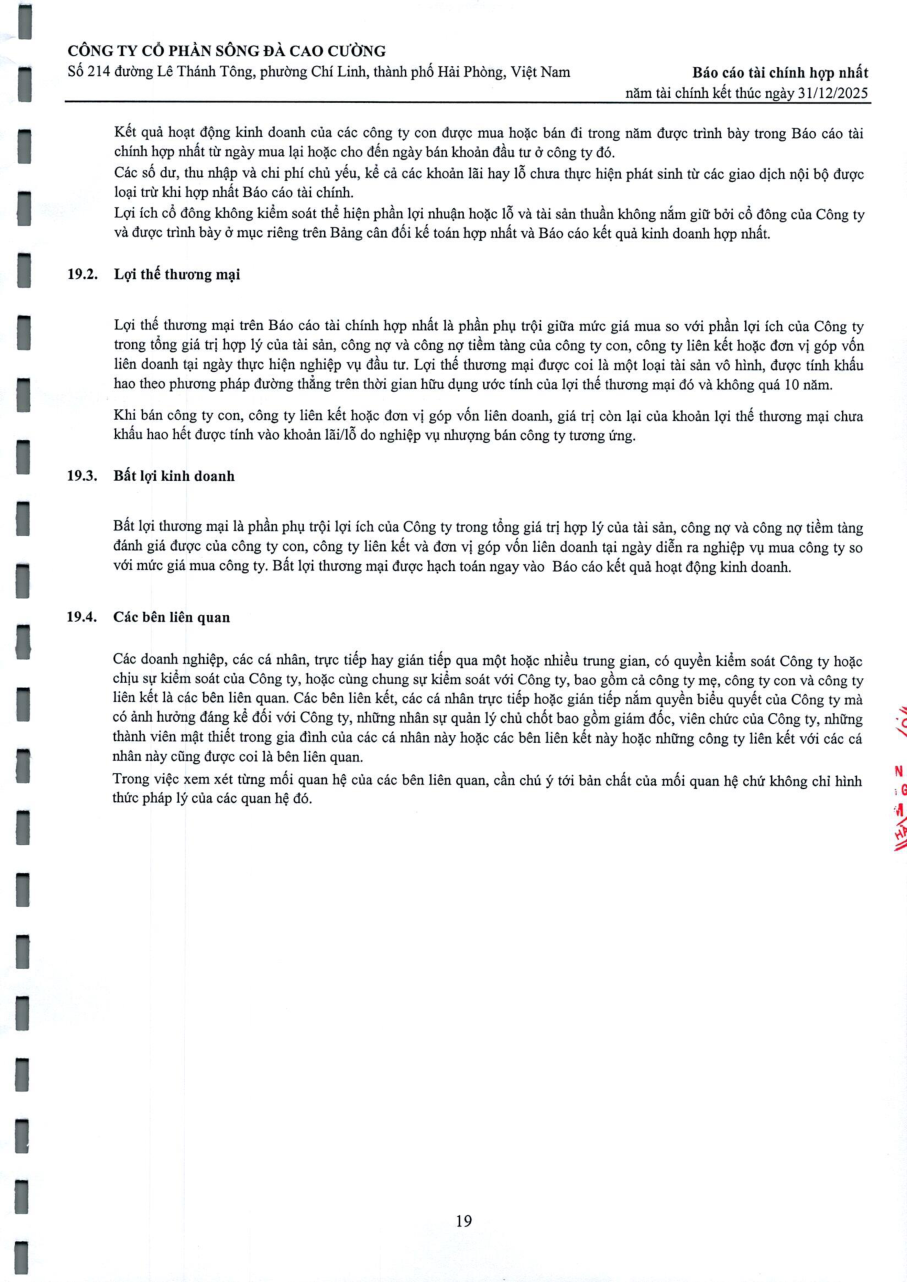 CÔNG TY CỔ PHẦN SÔNG ĐÀ CAO CƯỜNG
Số 214 đường Lê Thánh Tông, phường Chí Linh, thành phố Hải Phòng, Việt Nam
Báo cáo tài chính hợp nhất
năm tài chính kết thúc ngày 31/12/2025
Kết quả hoạt động kinh doanh của các công ty con được mua hoặc bán đi trong năm được trình bày trong Báo cáo tài
chính hợp nhất từ ngày mua lại hoặc cho đến ngày bán khoản đầu tư ở công ty đó.
Các số dư, thu nhập và chi phí chủ yếu, kể cả các khoản lãi hay lỗ chưa thực hiện phát sinh từ các giao dịch nội bộ được
loại trừ khi hợp nhất Báo cáo tài chính.
Lợi ích cổ đông không kiểm soát thể hiện phần lợi nhuận hoặc lỗ và tài sản thuần không nắm giữ bởi cổ đông của Công ty
và được trình bày ở mục riêng trên Bảng cân đối kế toán hợp nhất và Báo cáo kết quả kinh doanh hợp nhất.
19.2. Lợi thế thương mại
Lợi thế thương mại trên Báo cáo tài chính hợp nhất là phần phụ trội giữa mức giá mua so với phần lợi ích của Công ty
trong tổng giá trị hợp lý của tài sản, công nợ và công nợ tiềm tàng của công ty con, công ty liên kết hoặc đơn vị góp vốn
liên doanh tại ngày thực hiện nghiệp vụ đầu tư. Lợi thế thương mại được coi là một loại tài sản vô hình, được tính khấu
hao theo phương pháp đường thẳng trên thời gian hữu dụng ước tính của lợi thế thương mại đó và không quá 10 năm.
Khi bán công ty con, công ty liên kết hoặc đơn vị góp vốn liên doanh, giá trị còn lại của khoản lợi thế thương mại chưa
khấu hao hết được tính vào khoản lãi/lỗ do nghiệp vụ nhượng bán công ty tương ứng.
19.3. Bất lợi kinh doanh
Bất lợi thương mại là phần phụ trội lợi ích của Công ty trong tổng giá trị hợp lý của tài sản, công nợ và công nợ tiềm tàng
đánh giá được của công ty con, công ty liên kết và đơn vị góp vốn liên doanh tại ngày diễn ra nghiệp vụ mua công ty so
với mức giá mua công ty. Bất lợi thương mại được hạch toán ngay vào Báo cáo kết quả hoạt động kinh doanh.
19.4. Các bên liên quan
Các doanh nghiệp, các cá nhân, trực tiếp hay gián tiếp qua một hoặc nhiều trung gian, có quyền kiểm soát Công ty hoặc
chịu sự kiểm soát của Công ty, hoặc cùng chung sự kiểm soát với Công ty, bao gồm cả công ty mẹ, công ty con và công ty
liên kết là các bên liên quan. Các bên liên kết, các cá nhân trực tiếp hoặc gián tiếp nắm quyền biểu quyết của Công ty mà
có ảnh hưởng đáng kể đối với Công ty, những nhân sự quản lý chủ chốt bao gồm giám đốc, viên chức của Công ty, những
thành viên mật thiết trong gia đình của các cá nhân này hoặc các bên liên kết này hoặc những công ty liên kết với các cá
nhân này cũng được coi là bên liên quan.
Trong việc xem xét từng mối quan hệ của các bên liên quan, cần chú ý tới bản chất của mối quan hệ chứ không chỉ hình
thức pháp lý của các quan hệ đó.
19